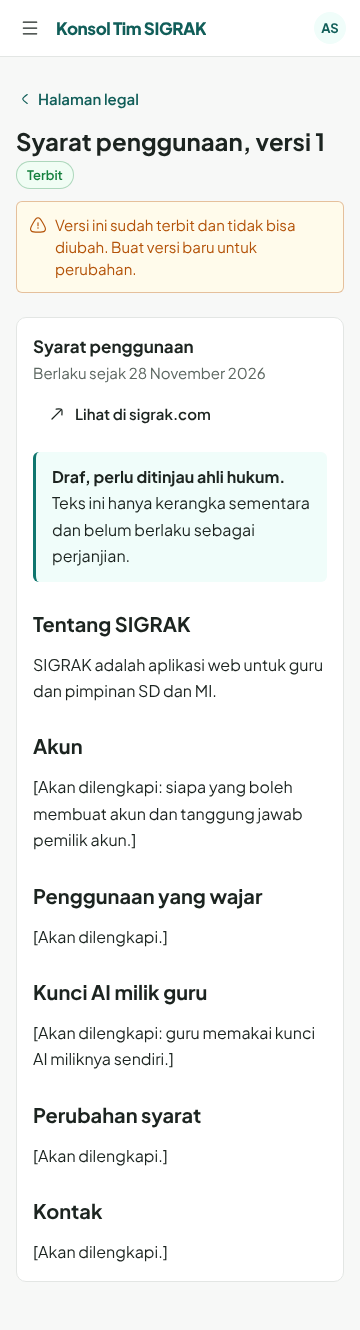 Konsol Tim SIGRAK
AS
Halaman legal
Syarat penggunaan, versi 1
Terbit
Versi ini sudah terbit dan tidak bisa
diubah. Buat versi baru untuk
perubahan.
Syarat penggunaan
Berlaku sejak 28 November 2026
Lihat di sigrak.com
Draf, perlu ditinjau ahli hukum.
Teks ini hanya kerangka sementara
dan belum berlaku sebagai
perjanjian.
Tentang SIGRAK
SIGRAK adalah aplikasi web untuk guru
dan pimpinan SD dan MI.
Akun
[Akan dilengkapi: siapa yang boleh
membuat akun dan tanggung jawab
pemilik akun.]
Penggunaan yang wajar
[Akan dilengkapi.]
Kunci AI milik guru
[Akan dilengkapi: guru memakai kunci
AI miliknya sendiri.]
Perubahan syarat
[Akan dilengkapi.]
Kontak
[Akan dilengkapi.]